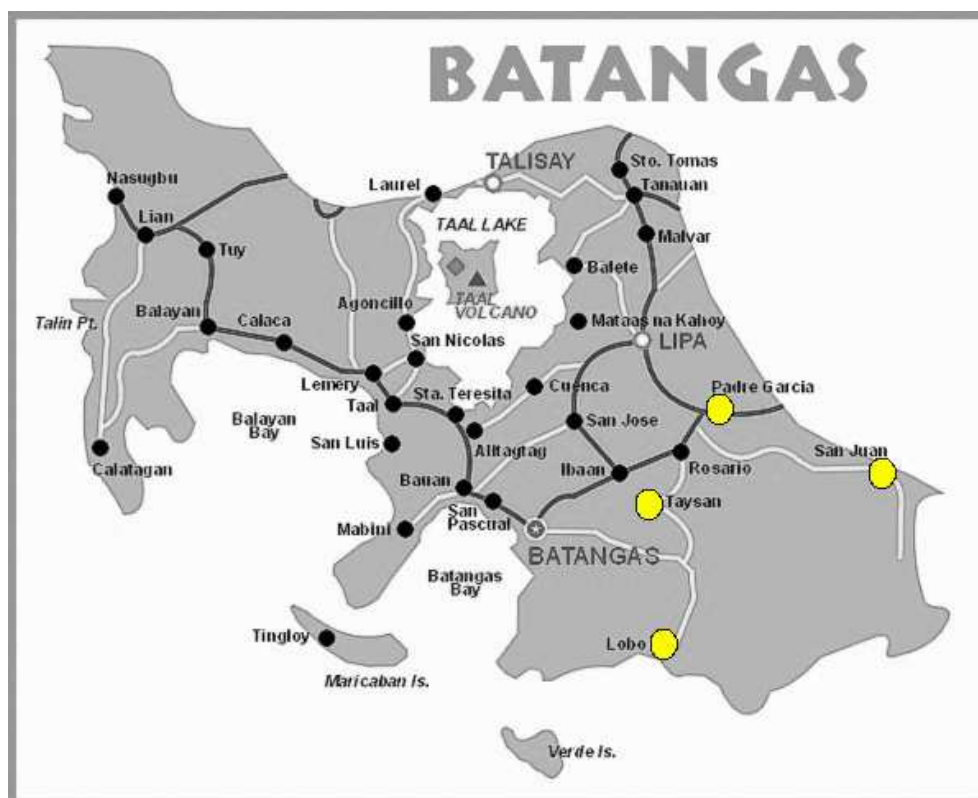 BATANGAS
Sto. Tomas
TALISAY
Nasugbu
Laurel
Tanauan
Lian
TAAL LAKE
Malvar
Tuy
Balete
TAAL
VOLCANO
Agoncillo
Talin Pt.
Balayan
Calaca
Mataas na Kahoy
San Nicolas
LIPA
Lemery
Cuenca
Padre Garcia
Sta. Teresita
Taal
Balayan
Bay
San Luis
San Jose
Alitagtag
San Juan
Calatagan
Ibaan
Rosario
Bauan
Taysan
San
Pascual
Mabini
BATANGAS
Batangas
Bay
Tingloy
Lobo
Maricaban Is.
Verde Is.